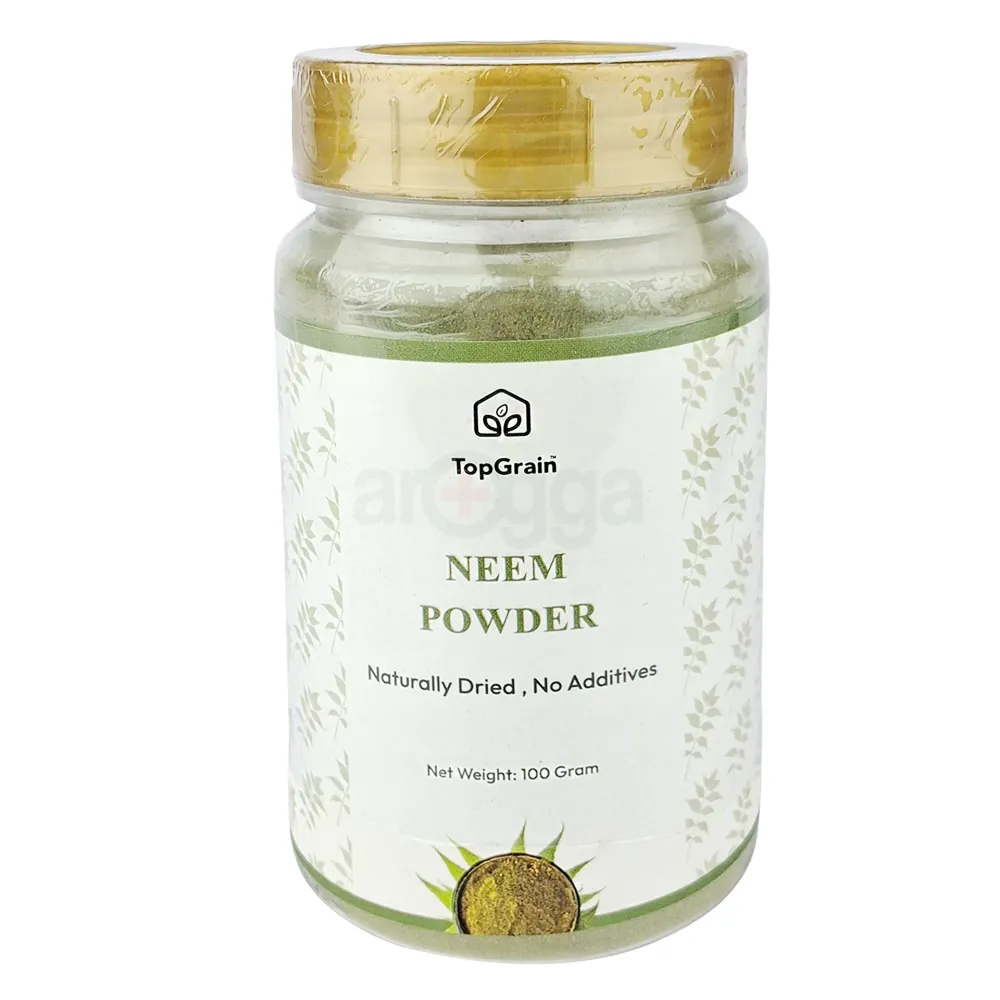 TopGrain™
arogga
NEEM
POWDER
Naturally Dried , No Additives
Net Weight: 100 Gram